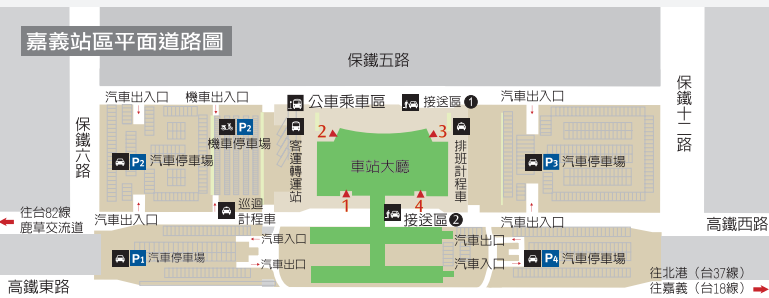 嘉義站區平面道路圖
保鐵五路
汽車出入口
機車出入口
公車乘車區
接送區 1
汽車出入口
保鐵十二路
保鐵六路
P2
機車停車場
2
3
客運轉運站
排班計程車
P2 汽車停車場
車站大廳
P3 汽車停車場
1
4
巡迴
計程車
往台82線
鹿草交流道
汽車出入口
接送區 2
汽車出入口
高鐵西路
汽車入口
汽車出口
P1 汽車停車場
汽車出口
汽車入口
P4 汽車停車場
高鐵東路
往北港（台37線）
往嘉義（台18線）